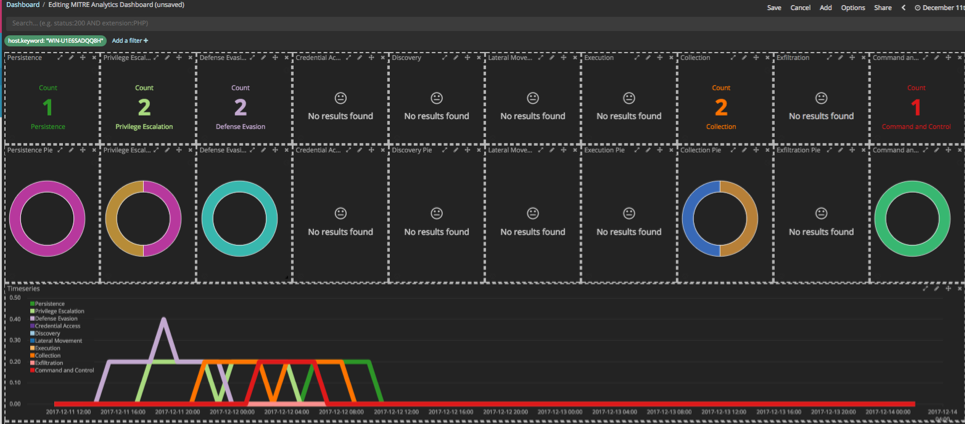 Dashboard / Editing MITRE Analytics Dashboard (unsaved)
Save Cancel Add Options Share December 11t
Search... (e.g. status:200 AND extension:PHP)
host.keyword: "WIN-U1E65ADQQBH" Add a filter +
Persistence Privilege Escal... Defense Evasi... Credential Ac... Discovery Lateral Move... Execution Collection Exfiltration Command an...
Count Count Count Count Count
1 2 2 No results found No results found No results found No results found 2 No results found 1
Persistence Privilege Escalation Defense Evasion Collection Command and Control
Persistence Pie Privilege Escal... Defense Evasi... Credential Ac... Discovery Pie Lateral Move... Execution Pie Collection Pie Exfiltration Pie Command an...
No results found No results found No results found No results found No results found
Timeseries
0.50
0.40
0.30
0.20
0.10
0.00
Persistence
Privilege Escalation
Defense Evasion
Credential Access
Discovery
Lateral Movement
Execution
Collection
Exfiltration
Command and Control
2017-12-11 12:00 2017-12-11 16:00 2017-12-11 20:00 2017-12-12 00:00 2017-12-12 04:00 2017-12-12 08:00 2017-12-12 12:00 2017-12-12 16:00 2017-12-12 20:00 2017-12-13 00:00 2017-12-13 04:00 2017-12-13 08:00 2017-12-13 12:00 2017-12-13 16:00 2017-12-13 20:00 2017-12-14 00:00 2017-12-14
04:00